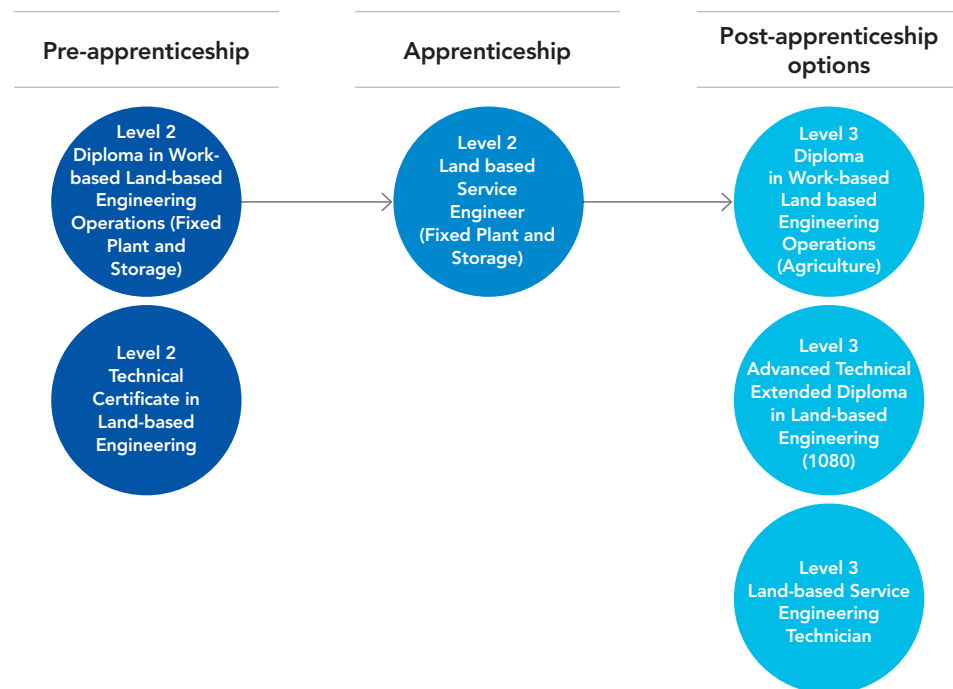 Pre-apprenticeship
Apprenticeship
Post-apprenticeship
options
Level 2
Diploma in Work-
based Land-based
Engineering
Operations (Fixed
Plant and
Storage)
Level 2
Land based
Service
Engineer
(Fixed Plant and
Storage)
Level 3
Diploma
in Work-based
Land based
Engineering
Operations
(Agriculture)
Level 2
Technical
Certificate in
Land-based
Engineering
Level 3
Advanced Technical
Extended Diploma
in Land-based
Engineering
(1080)
Level 3
Land-based Service
Engineering
Technician